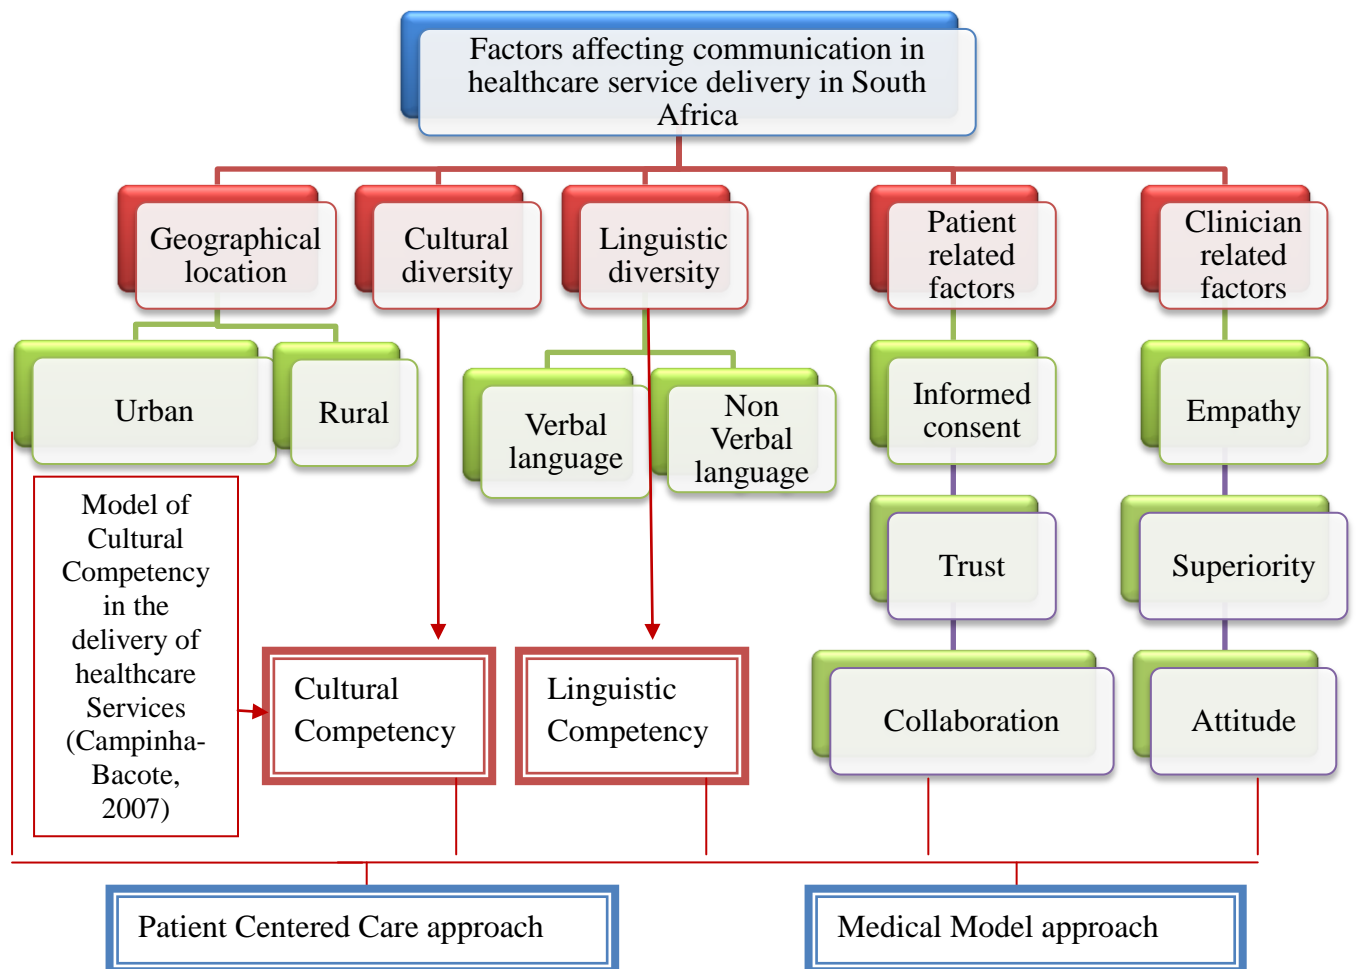 Factors affecting communication in
healthcare service delivery in South
Africa
Geographical
location
Cultural
diversity
Linguistic
diversity
Patient
related
factors
Clinician
related
factors
Urban
Rural
Verbal
language
Non
Verbal
language
Informed
consent
Empathy
Model of
Cultural
Competency
in the
delivery of
healthcare
Services
(Campinha-
Bacote,
2007)
Trust
Superiority
Cultural
Competency
Linguistic
Competency
Collaboration
Attitude
Patient Centered Care approach
Medical Model approach